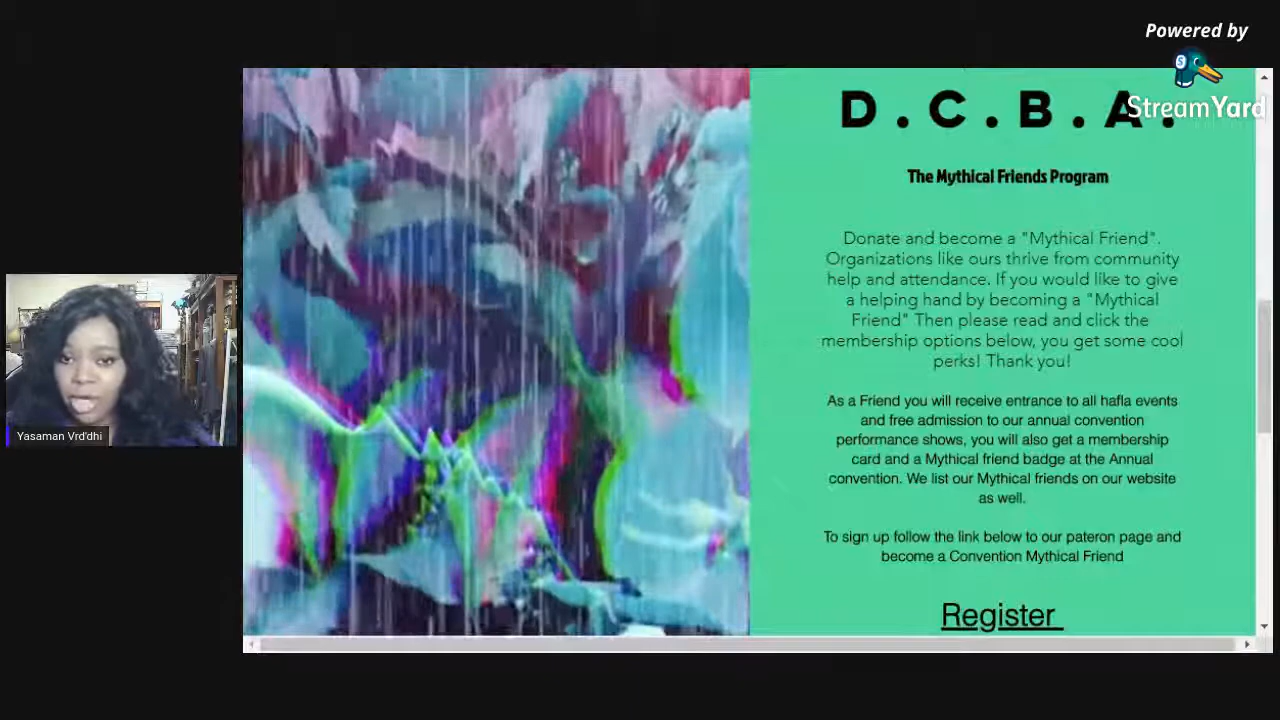 Powered by
StreamYard
D.C.B.A.
The Mythical Friends Program
Donate and become a "Mythical Friend".
Organizations like ours thrive from community
help and attendance. If you would like to give
a helping hand by becoming a "Mythical
Friend" Then please read and click the
membership options below, you get some cool
perks! Thank you!
As a Friend you will receive entrance to all hafla events
and free admission to our annual convention
performance shows, you will also get a membership
card and a Mythical friend badge at the Annual
convention. We list our Mythical friends on our website
as well.
To sign up follow the link below to our pateron page and
become a Convention Mythical Friend
Register
Yasaman Vrd'dhi